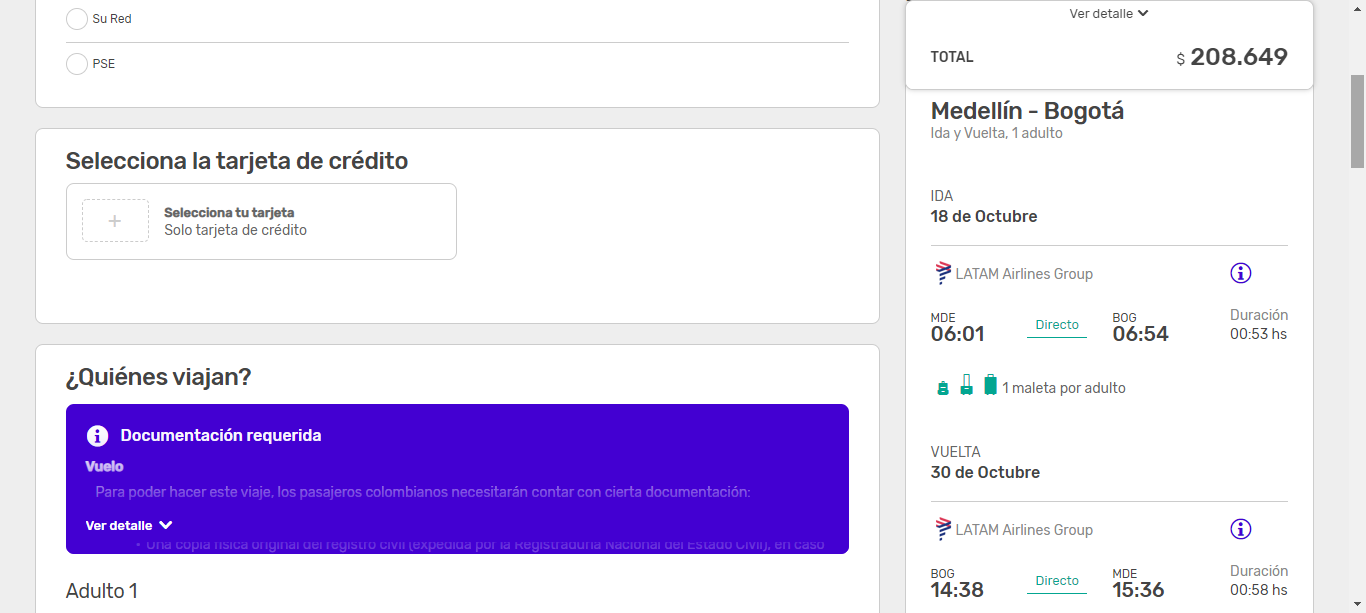 Su Red
PSE
Selecciona la tarjeta de crédito
Selecciona tu tarjeta
Solo tarjeta de crédito
¿Quiénes viajan?
Documentación requerida
Vuelo
Para poder hacer este viaje, los pasajeros colombianos necesitarán contar con cierta documentación:
Ver detalle
• Una copia física original del registro civil (expedida por la Registraduría Nacional del Estado Civil), en caso
Adulto 1
Ver detalle
TOTAL $ 208.649
Medellín - Bogotá
Ida y Vuelta, 1 adulto
IDA
18 de Octubre
LATAM Airlines Group
MDE
06:01
Directo
BOG
06:54
Duración
00:53 hs
1 maleta por adulto
VUELTA
30 de Octubre
LATAM Airlines Group
BOG
14:38
Directo
MDE
15:36
Duración
00:58 hs